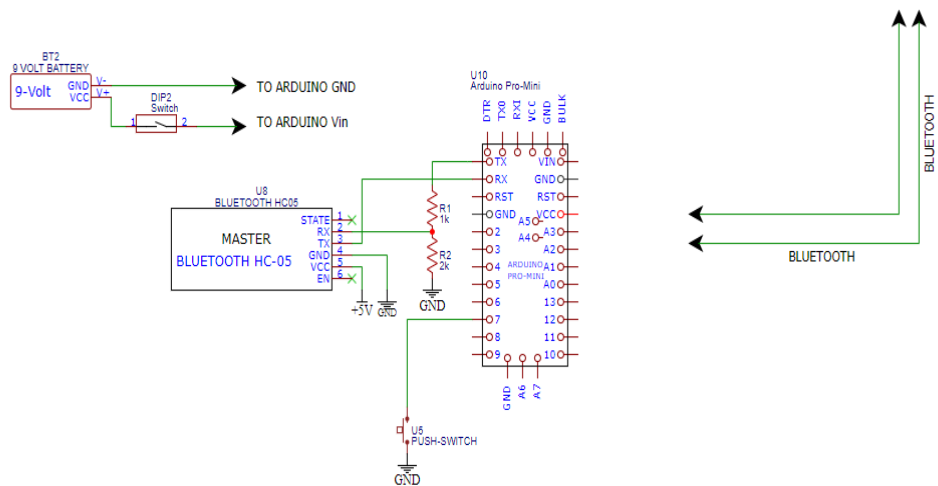 BT2
9 VOLT BATTERY
9-Volt
GND
VCC
V-
V+
TO ARDUINO GND
DIP2
Switch
1
2
TO ARDUINO Vin
U8
BLUETOOTH HC05
MASTER
BLUETOOTH HC-05
STATE 1
RX 2
TX 3
GND 4
VCC 5
EN 6
+5V
GND
R1
1k
R2
2k
GND
U5
PUSH-SWITCH
GND
U10
Arduino Pro-Mini
DTR
TX0
RXI
VCC
GND
BULK
TX
RX
RST
GND
2
3
4
5
6
7
8
9
VIN
GND
RST
VCC
A3
A2
A1
A0
13
12
11
10
A5
A4
ARDUINO
PRO-MINI
GND
A6
A7
BLUETOOTH
BLUETOOTH